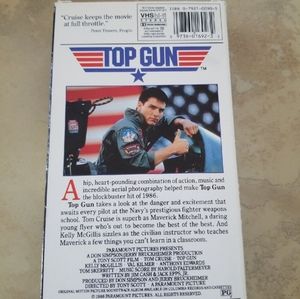 "Cruise keeps the movie
at full throttle."
Peter Travers, People
VHS
ISBN 0-7921-0280-5
TOP GUN
TM
A hip, heart-pounding combination of action, music and
incredible aerial photography helped make Top Gun
the blockbuster hit of 1986.
Top Gun takes a look at the danger and excitement that
awaits every pilot at the Navy's prestigious fighter weapons
school. Tom Cruise is superb as Maverick Mitchell, a daring
young flyer who's out to become the best of the best. And
Kelly McGillis sizzles as the civilian instructor who teaches
Maverick a few things you can't learn in a classroom.
PARAMOUNT PICTURES PRESENTS
A DON SIMPSON/JERRY BRUCKHEIMER PRODUCTION
A TONY SCOTT FILM TOM CRUISE "TOP GUN"
KELLY McGILLIS VAL KILMER ANTHONY EDWARDS
TOM SKERRITT MUSIC SCORE BY HAROLD FALTERMEYER
WRITTEN BY JIM CASH & JACK EPPS, JR.
PRODUCED BY DON SIMPSON AND JERRY BRUCKHEIMER
DIRECTED BY TONY SCOTT A PARAMOUNT PICTURE